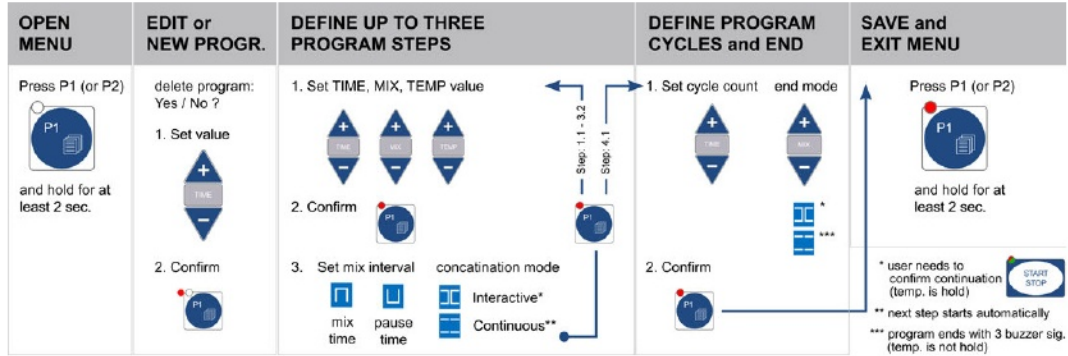 OPEN
MENU
EDIT or
NEW PROGR.
DEFINE UP TO THREE
PROGRAM STEPS
DEFINE PROGRAM
CYCLES and END
SAVE and
EXIT MENU
Press P1 (or P2)
P1
and hold for at
least 2 sec.
delete program:
Yes / No ?
1. Set value
+
TIME
−
2. Confirm
P1
1. Set TIME, MIX, TEMP value
+ + +
TIME MIX TEMP
− − −
2. Confirm
P1
3. Set mix interval concatination mode
Interactive*
Continuous**
mix
time
pause
time
Step: 1.1 - 3.2
Step: 4.1
P1
1. Set cycle count end mode
+ +
TIME MIX
− −
*
***
2. Confirm
P1
Press P1 (or P2)
P1
and hold for at
least 2 sec.
* user needs to
confirm continuation
(temp. is hold)
START
STOP
** next step starts automatically
*** program ends with 3 buzzer sig.
(temp. is not hold)